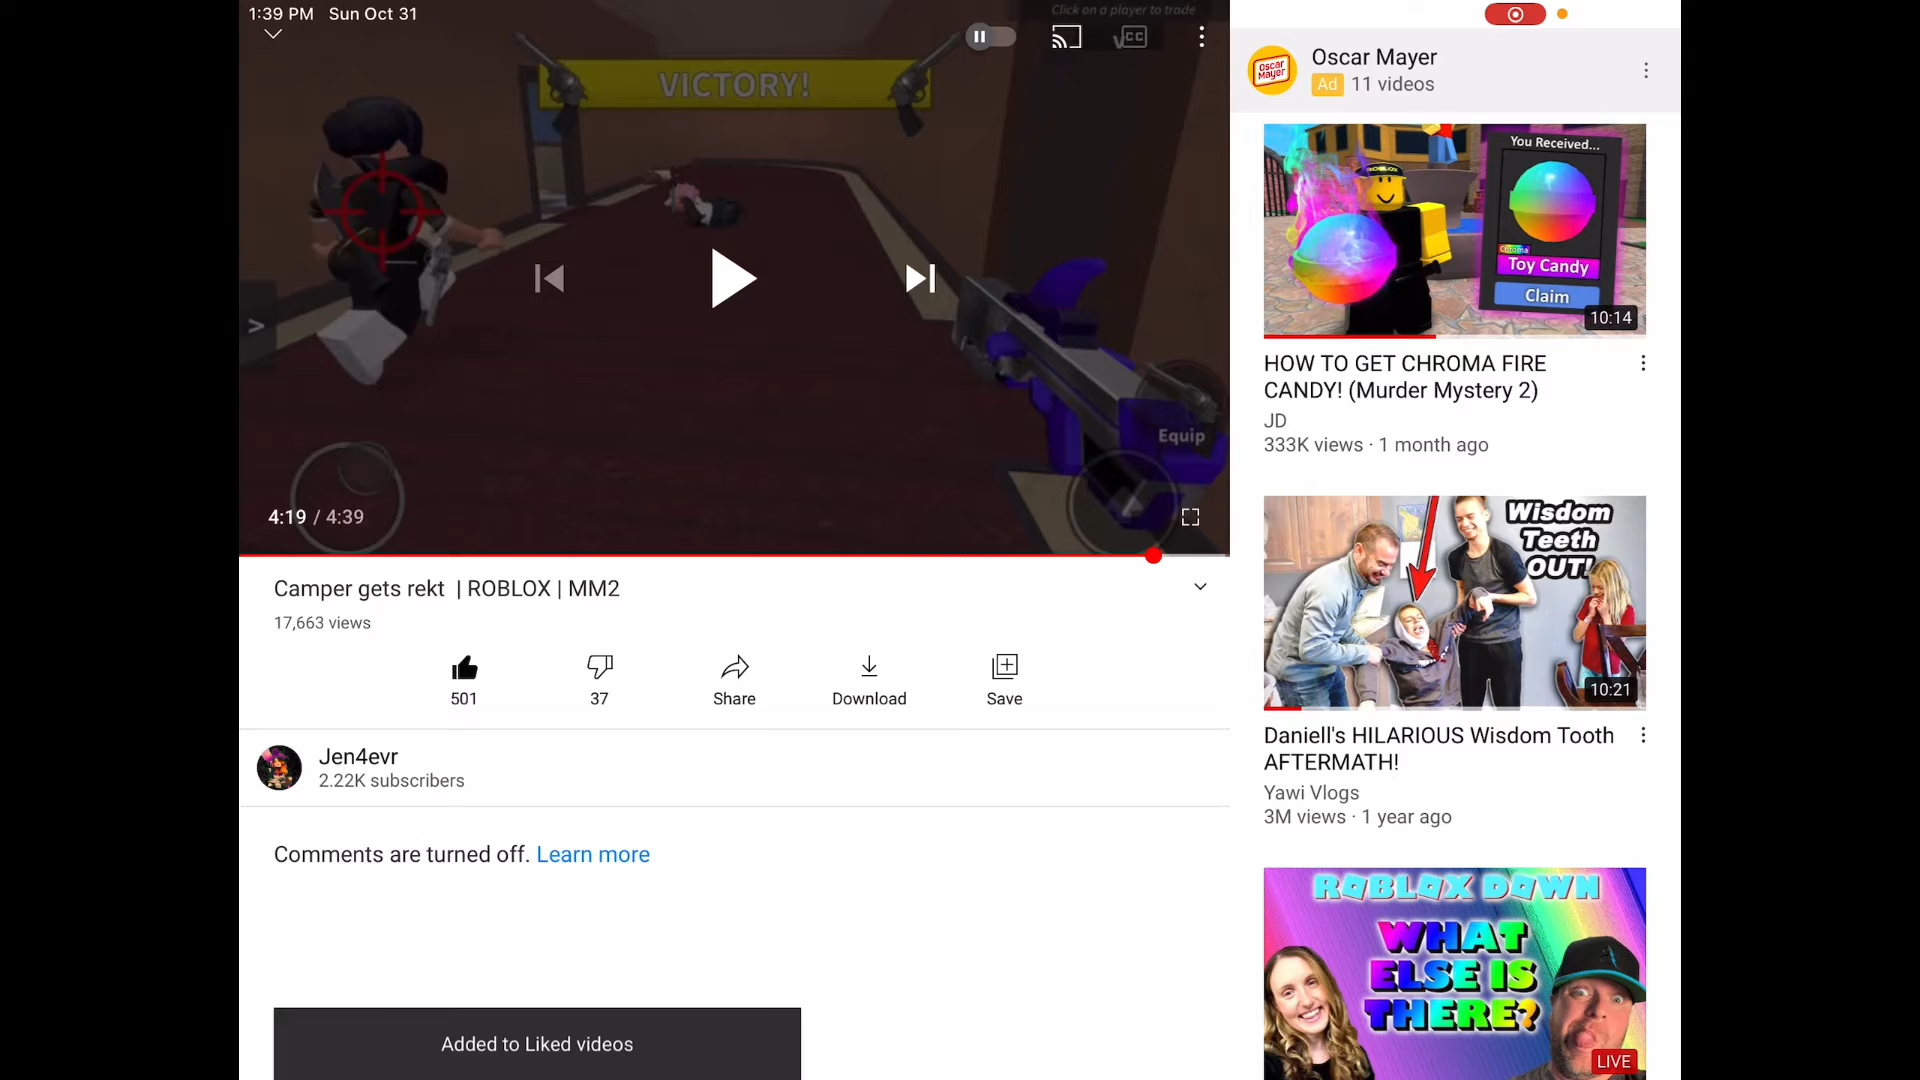 1:39 PM Sun Oct 31
Click on a player to trade
CC
VICTORY!
>
Equip
4:19 / 4:39
Camper gets rekt | ROBLOX | MM2
17,663 views
501
37
Share
Download
Save
Jen4evr
2.22K subscribers
Comments are turned off. Learn more
Added to Liked videos
Oscar Mayer
Oscar Mayer
Ad 11 videos
You Received...
Chroma
Toy Candy
Claim
10:14
HOW TO GET CHROMA FIRE
CANDY! (Murder Mystery 2)
JD
333K views · 1 month ago
Wisdom
Teeth
OUT!
10:21
Daniell's HILARIOUS Wisdom Tooth
AFTERMATH!
Yawi Vlogs
3M views · 1 year ago
ROBLOX DOWN
WHAT
ELSE IS
THERE?
LIVE